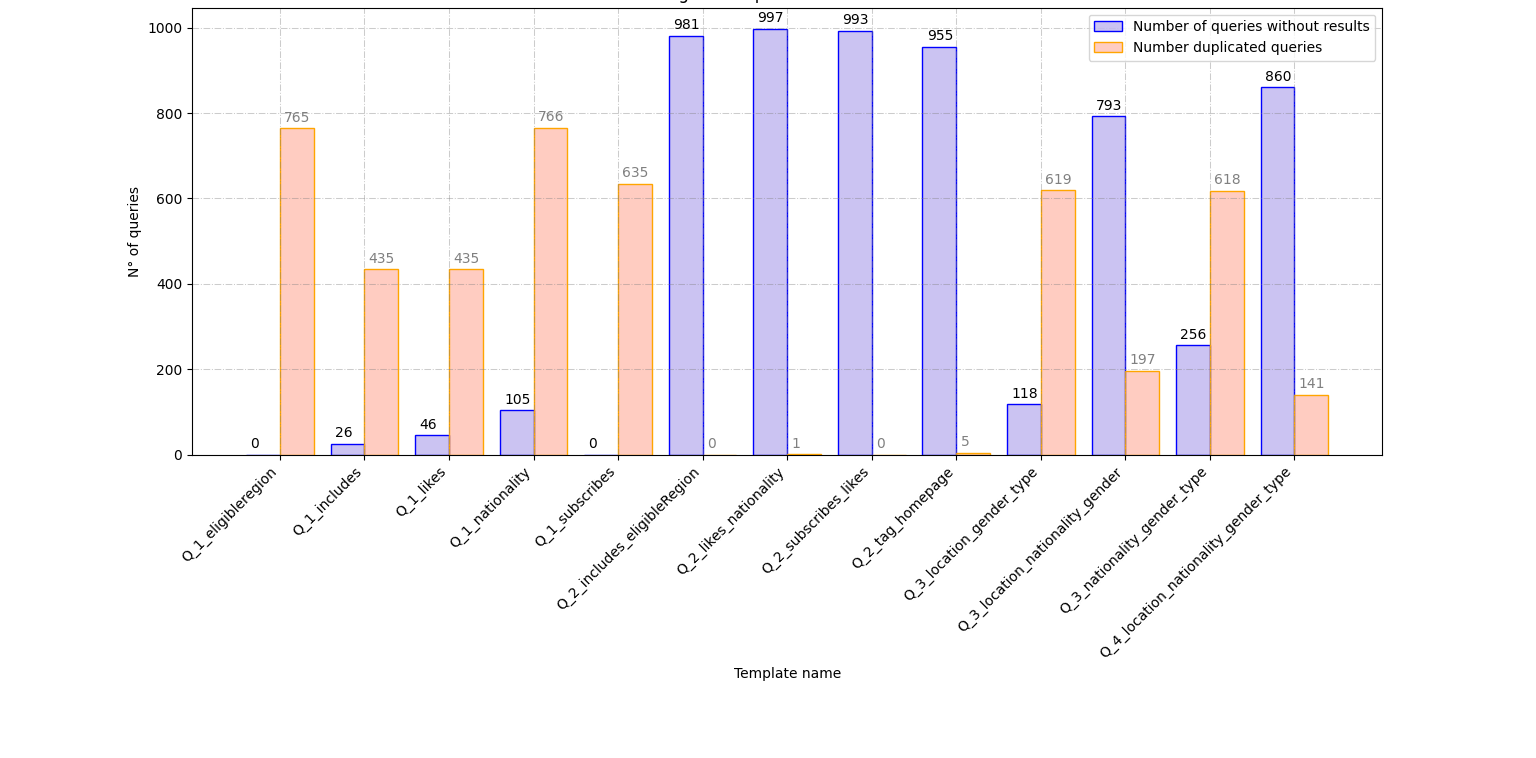 Number of queries without results
Number duplicated queries
N° of queries
1000
800
600
400
200
0
0
765
26
435
46
435
105
766
0
635
981
0
997
1
993
0
955
5
118
619
793
197
256
618
860
141
Q_1_eligibleregion
Q_1_includes
Q_1_likes
Q_1_nationality
Q_1_subscribes
Q_2_includes_eligibleRegion
Q_2_likes_nationality
Q_2_subscribes_likes
Q_2_tag_homepage
Q_3_location_gender_type
Q_3_location_nationality_gender
Q_3_nationality_gender_type
Q_4_location_nationality_gender_type
Template name